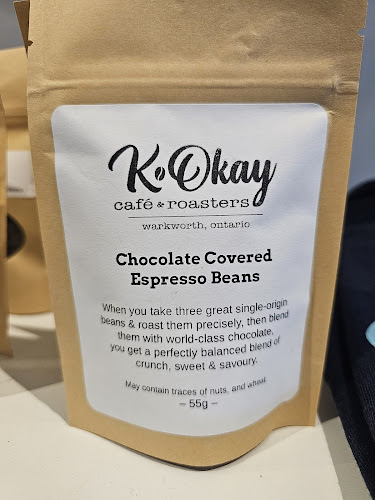 K•Okay
café & roasters
warkworth, ontario
Chocolate Covered
Espresso Beans
When you take three great single-origin
beans & roast them precisely, then blend
them with world-class chocolate,
you get a perfectly balanced blend of
crunch, sweet & savoury.
May contain traces of nuts, and wheat.
– 55g –